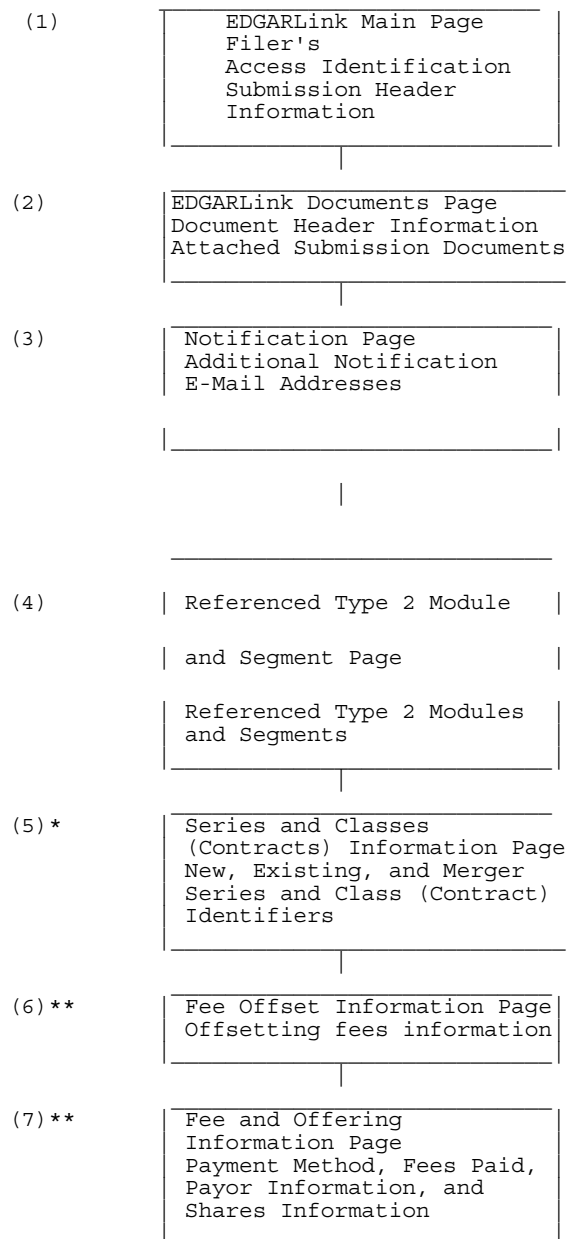 (1) EDGARLink Main Page
Filer's
Access Identification
Submission Header
Information
(2) EDGARLink Documents Page
Document Header Information
Attached Submission Documents
(3) Notification Page
Additional Notification
E-Mail Addresses
(4) Referenced Type 2 Module
and Segment Page
Referenced Type 2 Modules
and Segments
(5)* Series and Classes
(Contracts) Information Page
New, Existing, and Merger
Series and Class (Contract)
Identifiers
(6)** Fee Offset Information Page
Offsetting fees information
(7)** Fee and Offering
Information Page
Payment Method, Fees Paid,
Payor Information, and
Shares Information